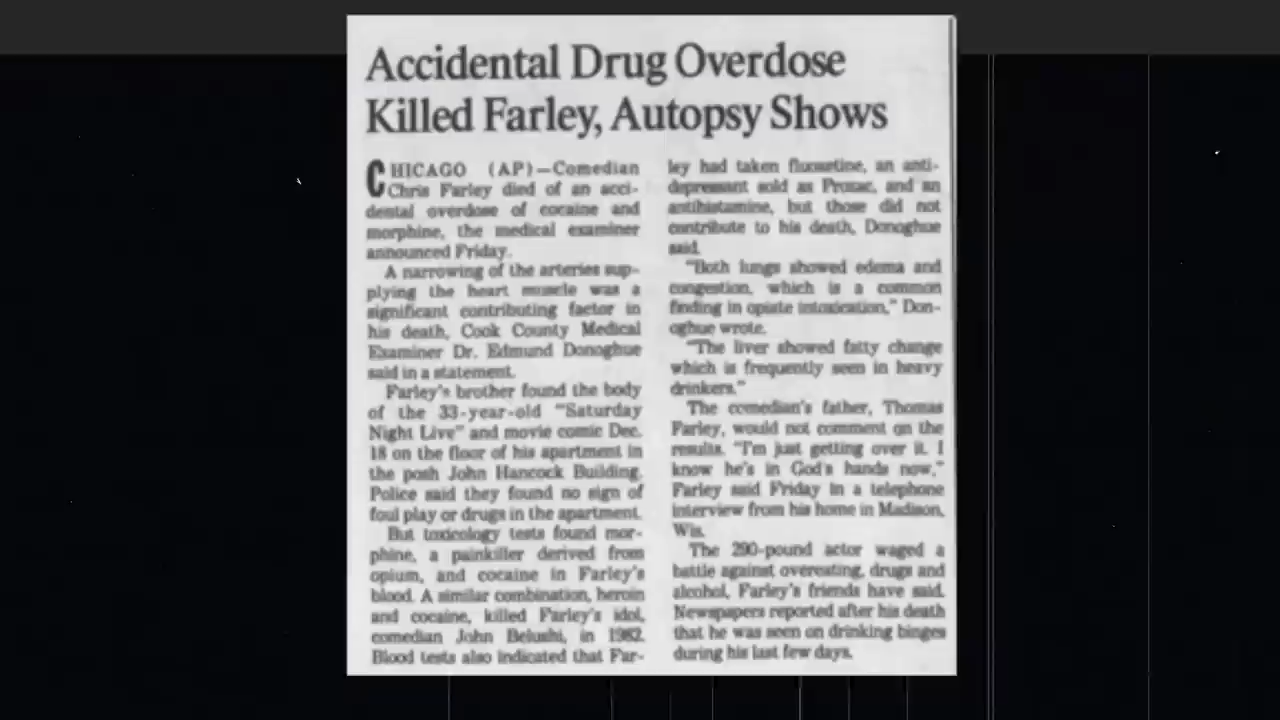 Accidental Drug Overdose
Killed Farley, Autopsy Shows
CHICAGO (AP)—Comedian
Chris Farley died of an acci-
dental overdose of cocaine and
morphine, the medical examiner
announced Friday.
A narrowing of the arteries sup-
plying the heart muscle was a
significant contributing factor in
his death, Cook County Medical
Examiner Dr. Edmund Donoghue
said in a statement.
Farley's brother found the body
of the 33-year-old "Saturday
Night Live" and movie comic Dec.
18 on the floor of his apartment in
the posh John Hancock Building.
Police said they found no sign of
foul play or drugs in the apartment.
But toxicology tests found mor-
phine, a painkiller derived from
opium, and cocaine in Farley's
blood. A similar combination, heroin
and cocaine, killed Farley's idol,
comedian John Belushi, in 1982.
Blood tests also indicated that Far-
ley had taken fluoxetine, an anti-
depressant sold as Prozac, and an
antihistamine, but those did not
contribute to his death, Donoghue
said.
"Both lungs showed edema and
congestion, which is a common
finding in opiate intoxication," Don-
oghue wrote.
"The liver showed fatty change
which is frequently seen in heavy
drinkers."
The comedian's father, Thomas
Farley, would not comment on the
results. "I'm just getting over it. I
know he's in God's hands now,"
Farley said Friday in a telephone
interview from his home in Madison,
Wis.
The 290-pound actor waged a
battle against overeating, drugs and
alcohol, Farley's friends have said.
Newspapers reported after his death
that he was seen on drinking binges
during his last few days.